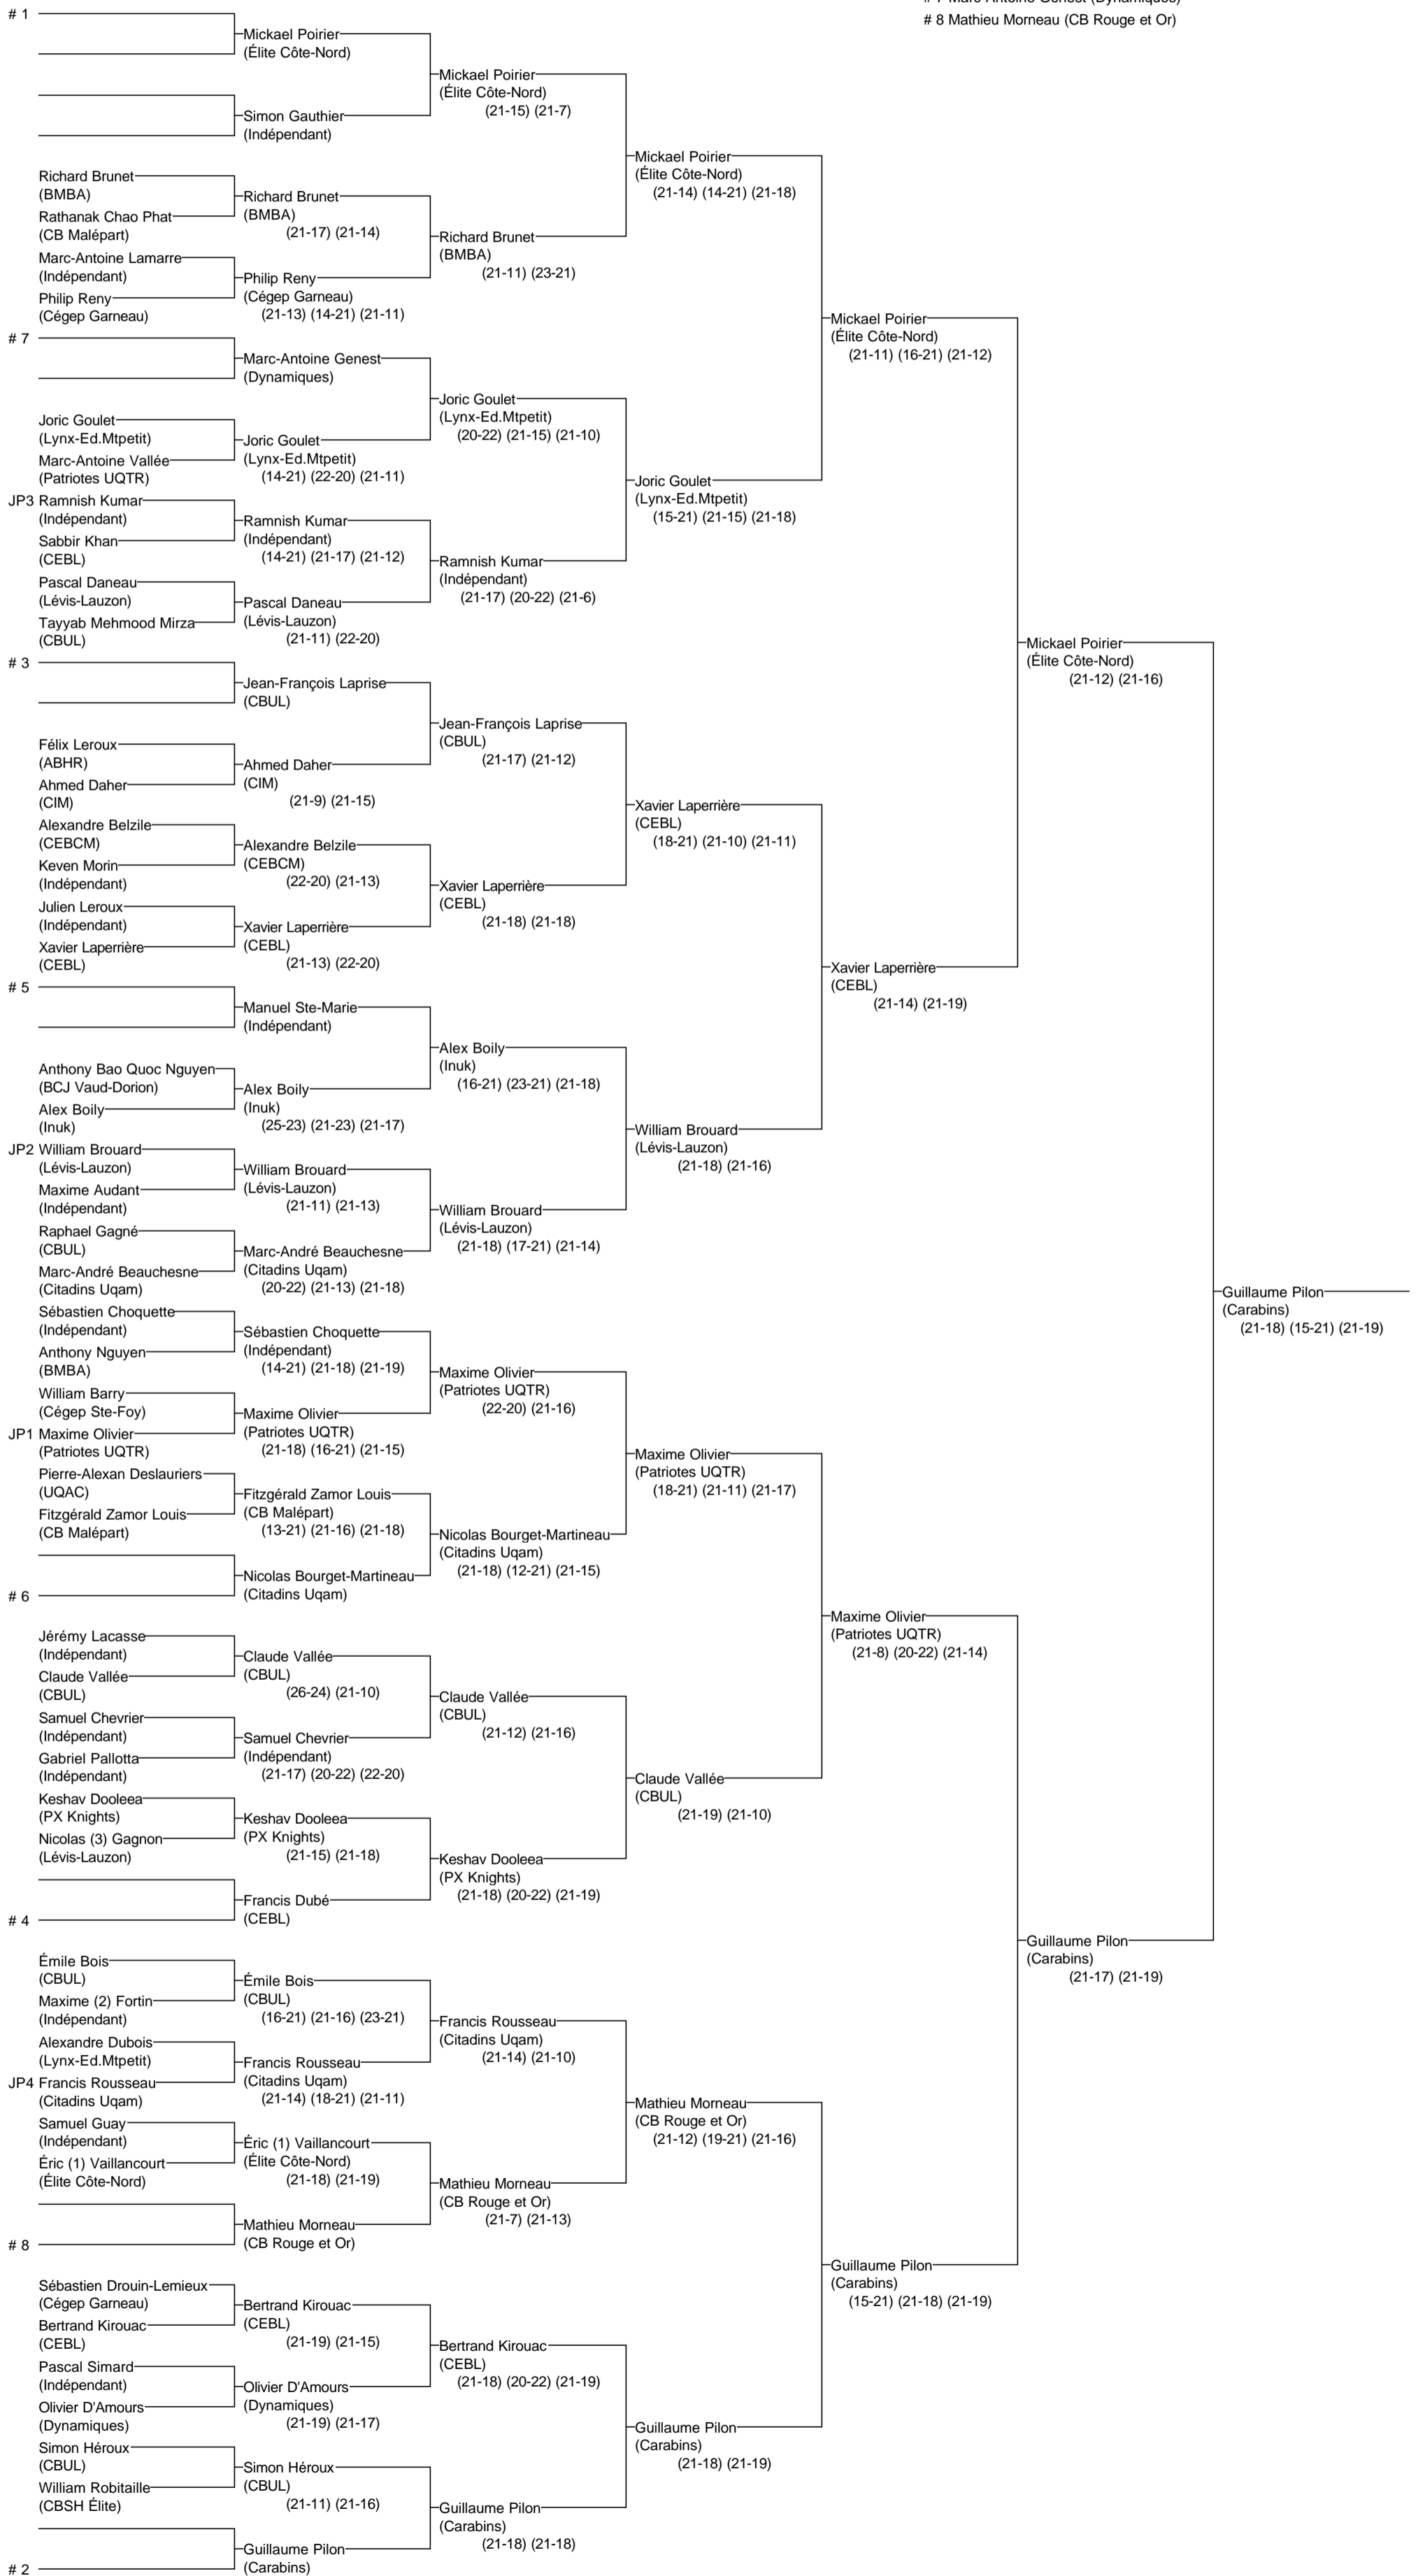 # 7 Marc-Antoine Genest (Dynamiques)
# 8 Mathieu Morneau (CB Rouge et Or)
# 1
Richard Brunet
(BMBA)
Rathanak Chao Phat
(CB Malépart)
Marc-Antoine Lamarre
(Indépendant)
Philip Reny
(Cégep Garneau)
# 7
Joric Goulet
(Lynx-Ed.Mtpetit)
Marc-Antoine Vallée
(Patriotes UQTR)
JP3 Ramnish Kumar
(Indépendant)
Sabbir Khan
(CEBL)
Pascal Daneau
(Lévis-Lauzon)
Tayyab Mehmood Mirza
(CBUL)
# 3
Félix Leroux
(ABHR)
Ahmed Daher
(CIM)
Alexandre Belzile
(CEBCM)
Keven Morin
(Indépendant)
Julien Leroux
(Indépendant)
Xavier Laperrière
(CEBL)
# 5
Anthony Bao Quoc Nguyen
(BCJ Vaud-Dorion)
Alex Boily
(Inuk)
JP2 William Brouard
(Lévis-Lauzon)
Maxime Audant
(Indépendant)
Raphael Gagné
(CBUL)
Marc-André Beauchesne
(Citadins Uqam)
Sébastien Choquette
(Indépendant)
Anthony Nguyen
(BMBA)
William Barry
(Cégep Ste-Foy)
JP1 Maxime Olivier
(Patriotes UQTR)
Pierre-Alexan Deslauriers
(UQAC)
Fitzgérald Zamor Louis
(CB Malépart)
# 6
Jérémy Lacasse
(Indépendant)
Claude Vallée
(CBUL)
Samuel Chevrier
(Indépendant)
Gabriel Pallotta
(Indépendant)
Keshav Dooleea
(PX Knights)
Nicolas (3) Gagnon
(Lévis-Lauzon)
# 4
Émile Bois
(CBUL)
Maxime (2) Fortin
(Indépendant)
Alexandre Dubois
(Lynx-Ed.Mtpetit)
JP4 Francis Rousseau
(Citadins Uqam)
Samuel Guay
(Indépendant)
Éric (1) Vaillancourt
(Élite Côte-Nord)
# 8
Sébastien Drouin-Lemieux
(Cégep Garneau)
Bertrand Kirouac
(CEBL)
Pascal Simard
(Indépendant)
Olivier D'Amours
(Dynamiques)
Simon Héroux
(CBUL)
William Robitaille
(CBSH Élite)
# 2
Mickael Poirier
(Élite Côte-Nord)
Simon Gauthier
(Indépendant)
Richard Brunet
(BMBA)
(21-17) (21-14)
Philip Reny
(Cégep Garneau)
(21-13) (14-21) (21-11)
Marc-Antoine Genest
(Dynamiques)
Joric Goulet
(Lynx-Ed.Mtpetit)
(14-21) (22-20) (21-11)
Ramnish Kumar
(Indépendant)
(14-21) (21-17) (21-12)
Pascal Daneau
(Lévis-Lauzon)
(21-11) (22-20)
Jean-François Laprise
(CBUL)
Ahmed Daher
(CIM)
(21-9) (21-15)
Alexandre Belzile
(CEBCM)
(22-20) (21-13)
Xavier Laperrière
(CEBL)
(21-13) (22-20)
Manuel Ste-Marie
(Indépendant)
Alex Boily
(Inuk)
(25-23) (21-23) (21-17)
William Brouard
(Lévis-Lauzon)
(21-11) (21-13)
Marc-André Beauchesne
(Citadins Uqam)
(20-22) (21-13) (21-18)
Sébastien Choquette
(Indépendant)
(14-21) (21-18) (21-19)
Maxime Olivier
(Patriotes UQTR)
(21-18) (16-21) (21-15)
Fitzgérald Zamor Louis
(CB Malépart)
(13-21) (21-16) (21-18)
Nicolas Bourget-Martineau
(Citadins Uqam)
Claude Vallée
(CBUL)
(26-24) (21-10)
Samuel Chevrier
(Indépendant)
(21-17) (20-22) (22-20)
Keshav Dooleea
(PX Knights)
(21-15) (21-18)
Francis Dubé
(CEBL)
Émile Bois
(CBUL)
(16-21) (21-16) (23-21)
Francis Rousseau
(Citadins Uqam)
(21-14) (18-21) (21-11)
Éric (1) Vaillancourt
(Élite Côte-Nord)
(21-18) (21-19)
Mathieu Morneau
(CB Rouge et Or)
Bertrand Kirouac
(CEBL)
(21-19) (21-15)
Olivier D'Amours
(Dynamiques)
(21-19) (21-17)
Simon Héroux
(CBUL)
(21-11) (21-16)
Guillaume Pilon
(Carabins)
Mickael Poirier
(Élite Côte-Nord)
(21-15) (21-7)
Richard Brunet
(BMBA)
(21-11) (23-21)
Joric Goulet
(Lynx-Ed.Mtpetit)
(20-22) (21-15) (21-10)
Ramnish Kumar
(Indépendant)
(21-17) (20-22) (21-6)
Jean-François Laprise
(CBUL)
(21-17) (21-12)
Xavier Laperrière
(CEBL)
(21-18) (21-18)
Alex Boily
(Inuk)
(16-21) (23-21) (21-18)
William Brouard
(Lévis-Lauzon)
(21-18) (17-21) (21-14)
Maxime Olivier
(Patriotes UQTR)
(22-20) (21-16)
Nicolas Bourget-Martineau
(Citadins Uqam)
(21-18) (12-21) (21-15)
Claude Vallée
(CBUL)
(21-12) (21-16)
Keshav Dooleea
(PX Knights)
(21-18) (20-22) (21-19)
Francis Rousseau
(Citadins Uqam)
(21-14) (21-10)
Mathieu Morneau
(CB Rouge et Or)
(21-7) (21-13)
Bertrand Kirouac
(CEBL)
(21-18) (20-22) (21-19)
Guillaume Pilon
(Carabins)
(21-18) (21-18)
Mickael Poirier
(Élite Côte-Nord)
(21-14) (14-21) (21-18)
Joric Goulet
(Lynx-Ed.Mtpetit)
(15-21) (21-15) (21-18)
Xavier Laperrière
(CEBL)
(18-21) (21-10) (21-11)
William Brouard
(Lévis-Lauzon)
(21-18) (21-16)
Maxime Olivier
(Patriotes UQTR)
(18-21) (21-11) (21-17)
Claude Vallée
(CBUL)
(21-19) (21-10)
Mathieu Morneau
(CB Rouge et Or)
(21-12) (19-21) (21-16)
Guillaume Pilon
(Carabins)
(21-18) (21-19)
Mickael Poirier
(Élite Côte-Nord)
(21-11) (16-21) (21-12)
Xavier Laperrière
(CEBL)
(21-14) (21-19)
Maxime Olivier
(Patriotes UQTR)
(21-8) (20-22) (21-14)
Guillaume Pilon
(Carabins)
(15-21) (21-18) (21-19)
Mickael Poirier
(Élite Côte-Nord)
(21-12) (21-16)
Guillaume Pilon
(Carabins)
(21-17) (21-19)
Guillaume Pilon
(Carabins)
(21-18) (15-21) (21-19)